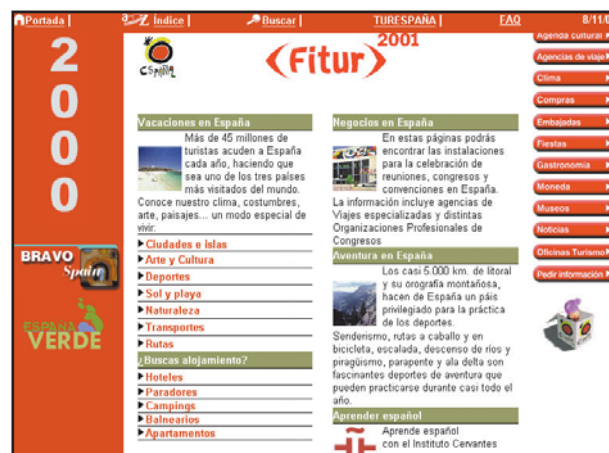 Portada |
Índice |
Buscar |
TURESPAÑA |
FAQ
8/11/0
2
0
0
0
BRAVO
Spain
ESPAÑA
VERDE
ESPAÑA
‹Fitur›
2001
Vacaciones en España
Más de 45 millones de
turistas acuden a España
cada año, haciendo que
sea uno de los tres países
más visitados del mundo.
Conoce nuestro clima, costumbres,
arte, paisajes... un modo especial de
vivir:
Ciudades e islas
Arte y Cultura
Deportes
Sol y playa
Naturaleza
Transportes
Rutas
¿Buscas alojamiento?
Hoteles
Paradores
Campings
Balnearios
Apartamentos
Negocios en España
En estas páginas podrás
encontrar las instalaciones
para la celebración de
reuniones, congresos y
convenciones en España.
La información incluye agencias de
Viajes especializadas y distintas
Organizaciones Profesionales de
Congresos
Aventura en España
Los casi 5.000 km. de litoral
y su orografía montañosa,
hacen de España un páis
privilegiado para la práctica
de los deportes.
Senderismo, rutas a caballo y en
bicicleta, escalada, descenso de ríos y
piragüismo, parapente y ala delta son
fascinantes deportes de aventura que
pueden practicarse durante casi todo el
año.
Aprender español
Aprende español
con el Instituto Cervantes
Agenda cultural
Agencias de viaje
Clima
Compras
Embajadas
Fiestas
Gastronomía
Moneda
Museos
Noticias
Oficinas Turismo
Pedir información